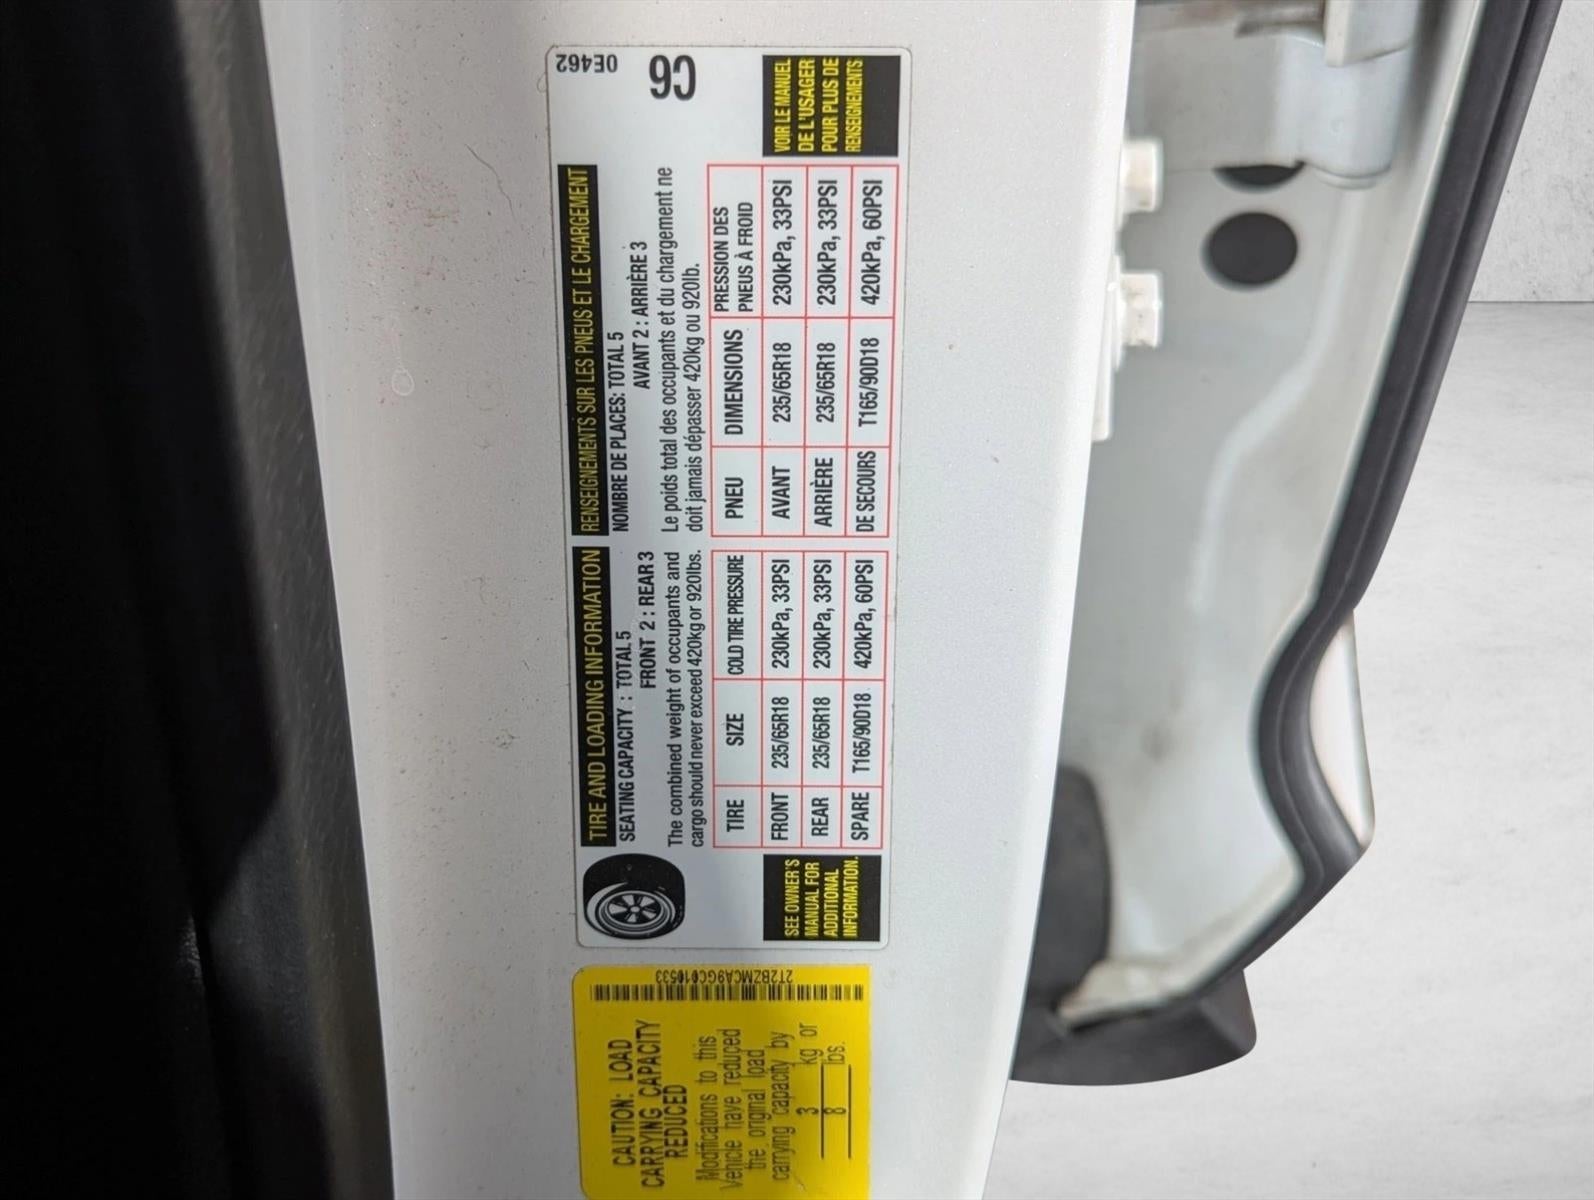 CAUTION: LOAD
CARRYING CAPACITY
REDUCED
Modifications to this
Vehicle have reduced
the original load
carrying capacity by
3 kg or
8 lbs.
2T2BZMCA9GC010533
TIRE AND LOADING INFORMATION
SEATING CAPACITY : TOTAL 5
FRONT 2 : REAR 3
The combined weight of occupants and
cargo should never exceed 420kg or 920lbs.
TIRE SIZE COLD TIRE PRESSURE
FRONT 235/65R18 230kPa, 33PSI
REAR 235/65R18 230kPa, 33PSI
SPARE T165/90D18 420kPa, 60PSI
SEE OWNER'S
MANUAL FOR
ADDITIONAL
INFORMATION.
RENSEIGNEMENTS SUR LES PNEUS ET LE CHARGEMENT
NOMBRE DE PLACES: TOTAL 5
AVANT 2 : ARRIÈRE 3
Le poids total des occupants et du chargement ne
doit jamais dépasser 420kg ou 920lb.
PNEU DIMENSIONS PRESSION DES
PNEUS À FROID
AVANT 235/65R18 230kPa, 33PSI
ARRIÈRE 235/65R18 230kPa, 33PSI
DE SECOURS T165/90D18 420kPa, 60PSI
VOIR LE MANUEL
DE L'USAGER
POUR PLUS DE
RENSEIGNEMENTS
0E462
C6